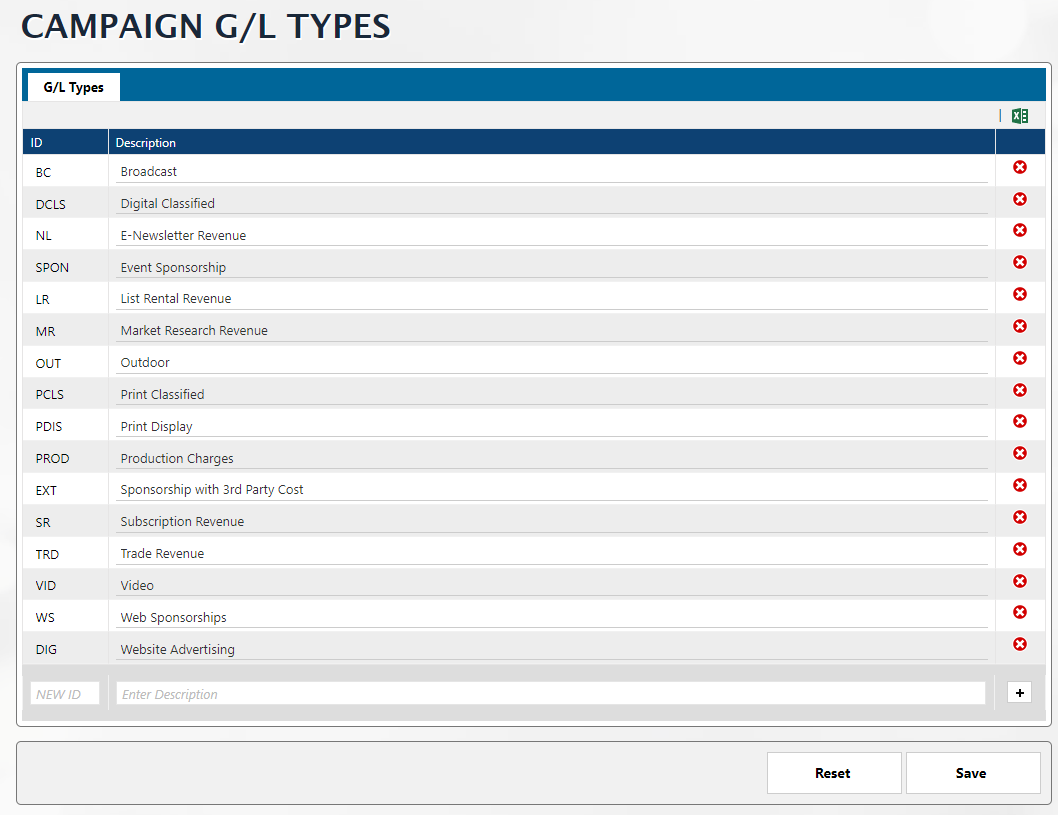 CAMPAIGN G/L TYPES
G/L Types
ID Description
BC Broadcast
DCLS Digital Classified
NL E-Newsletter Revenue
SPON Event Sponsorship
LR List Rental Revenue
MR Market Research Revenue
OUT Outdoor
PCLS Print Classified
PDIS Print Display
PROD Production Charges
EXT Sponsorship with 3rd Party Cost
SR Subscription Revenue
TRD Trade Revenue
VID Video
WS Web Sponsorships
DIG Website Advertising
NEW ID Enter Description +
Reset Save